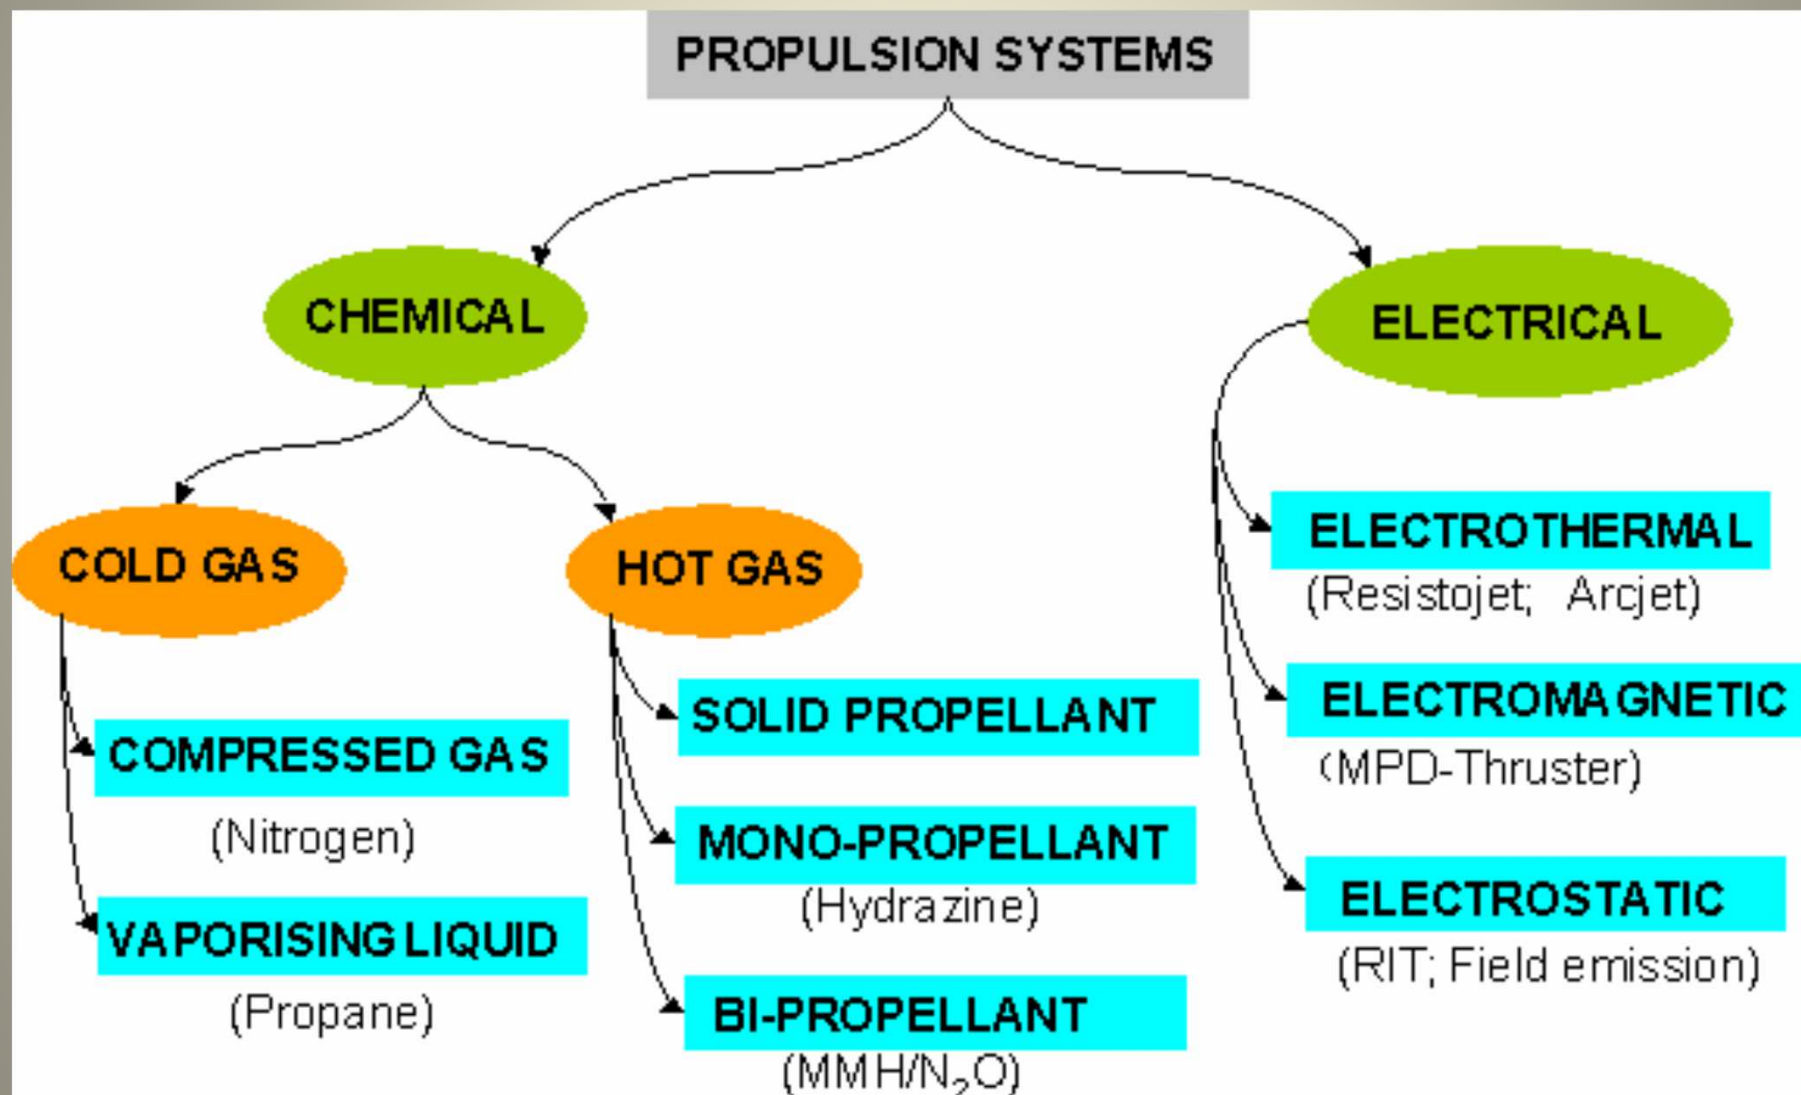 PROPULSION SYSTEMS
CHEMICAL
ELECTRICAL
COLD GAS
HOT GAS
COMPRESSED GAS
(Nitrogen)
VAPORISING LIQUID
(Propane)
SOLID PROPELLANT
MONO-PROPELLANT
(Hydrazine)
BI-PROPELLANT
(MMH/N₂O)
ELECTROTHERMAL
(Resistojet; Arcjet)
ELECTROMAGNETIC
(MPD-Thruster)
ELECTROSTATIC
(RIT; Field emission)